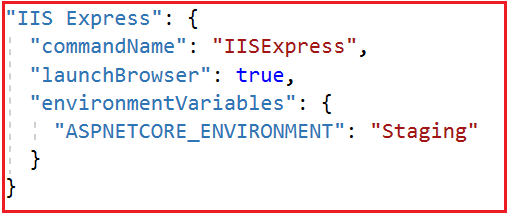 "IIS Express": {
  "commandName": "IISExpress",
  "launchBrowser": true,
  "environmentVariables": {
    "ASPNETCORE_ENVIRONMENT": "Staging"
  }
}